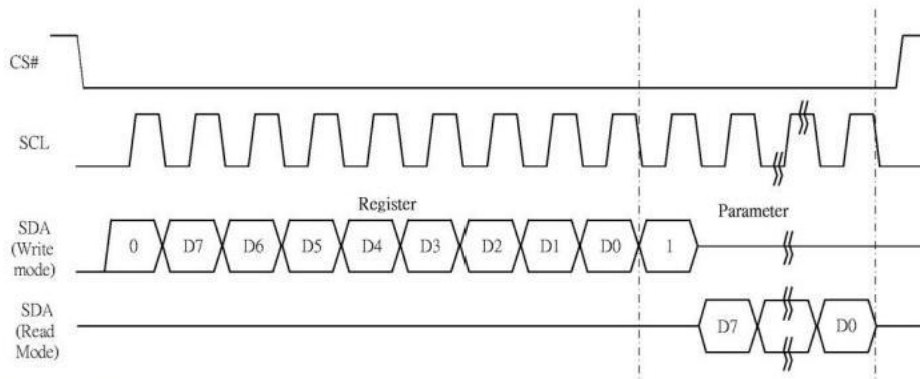 CS#
SCL
Register
Parameter
SDA
(Write
mode)
0 D7 D6 D5 D4 D3 D2 D1 D0 1
SDA
(Read
Mode)
D7 D0